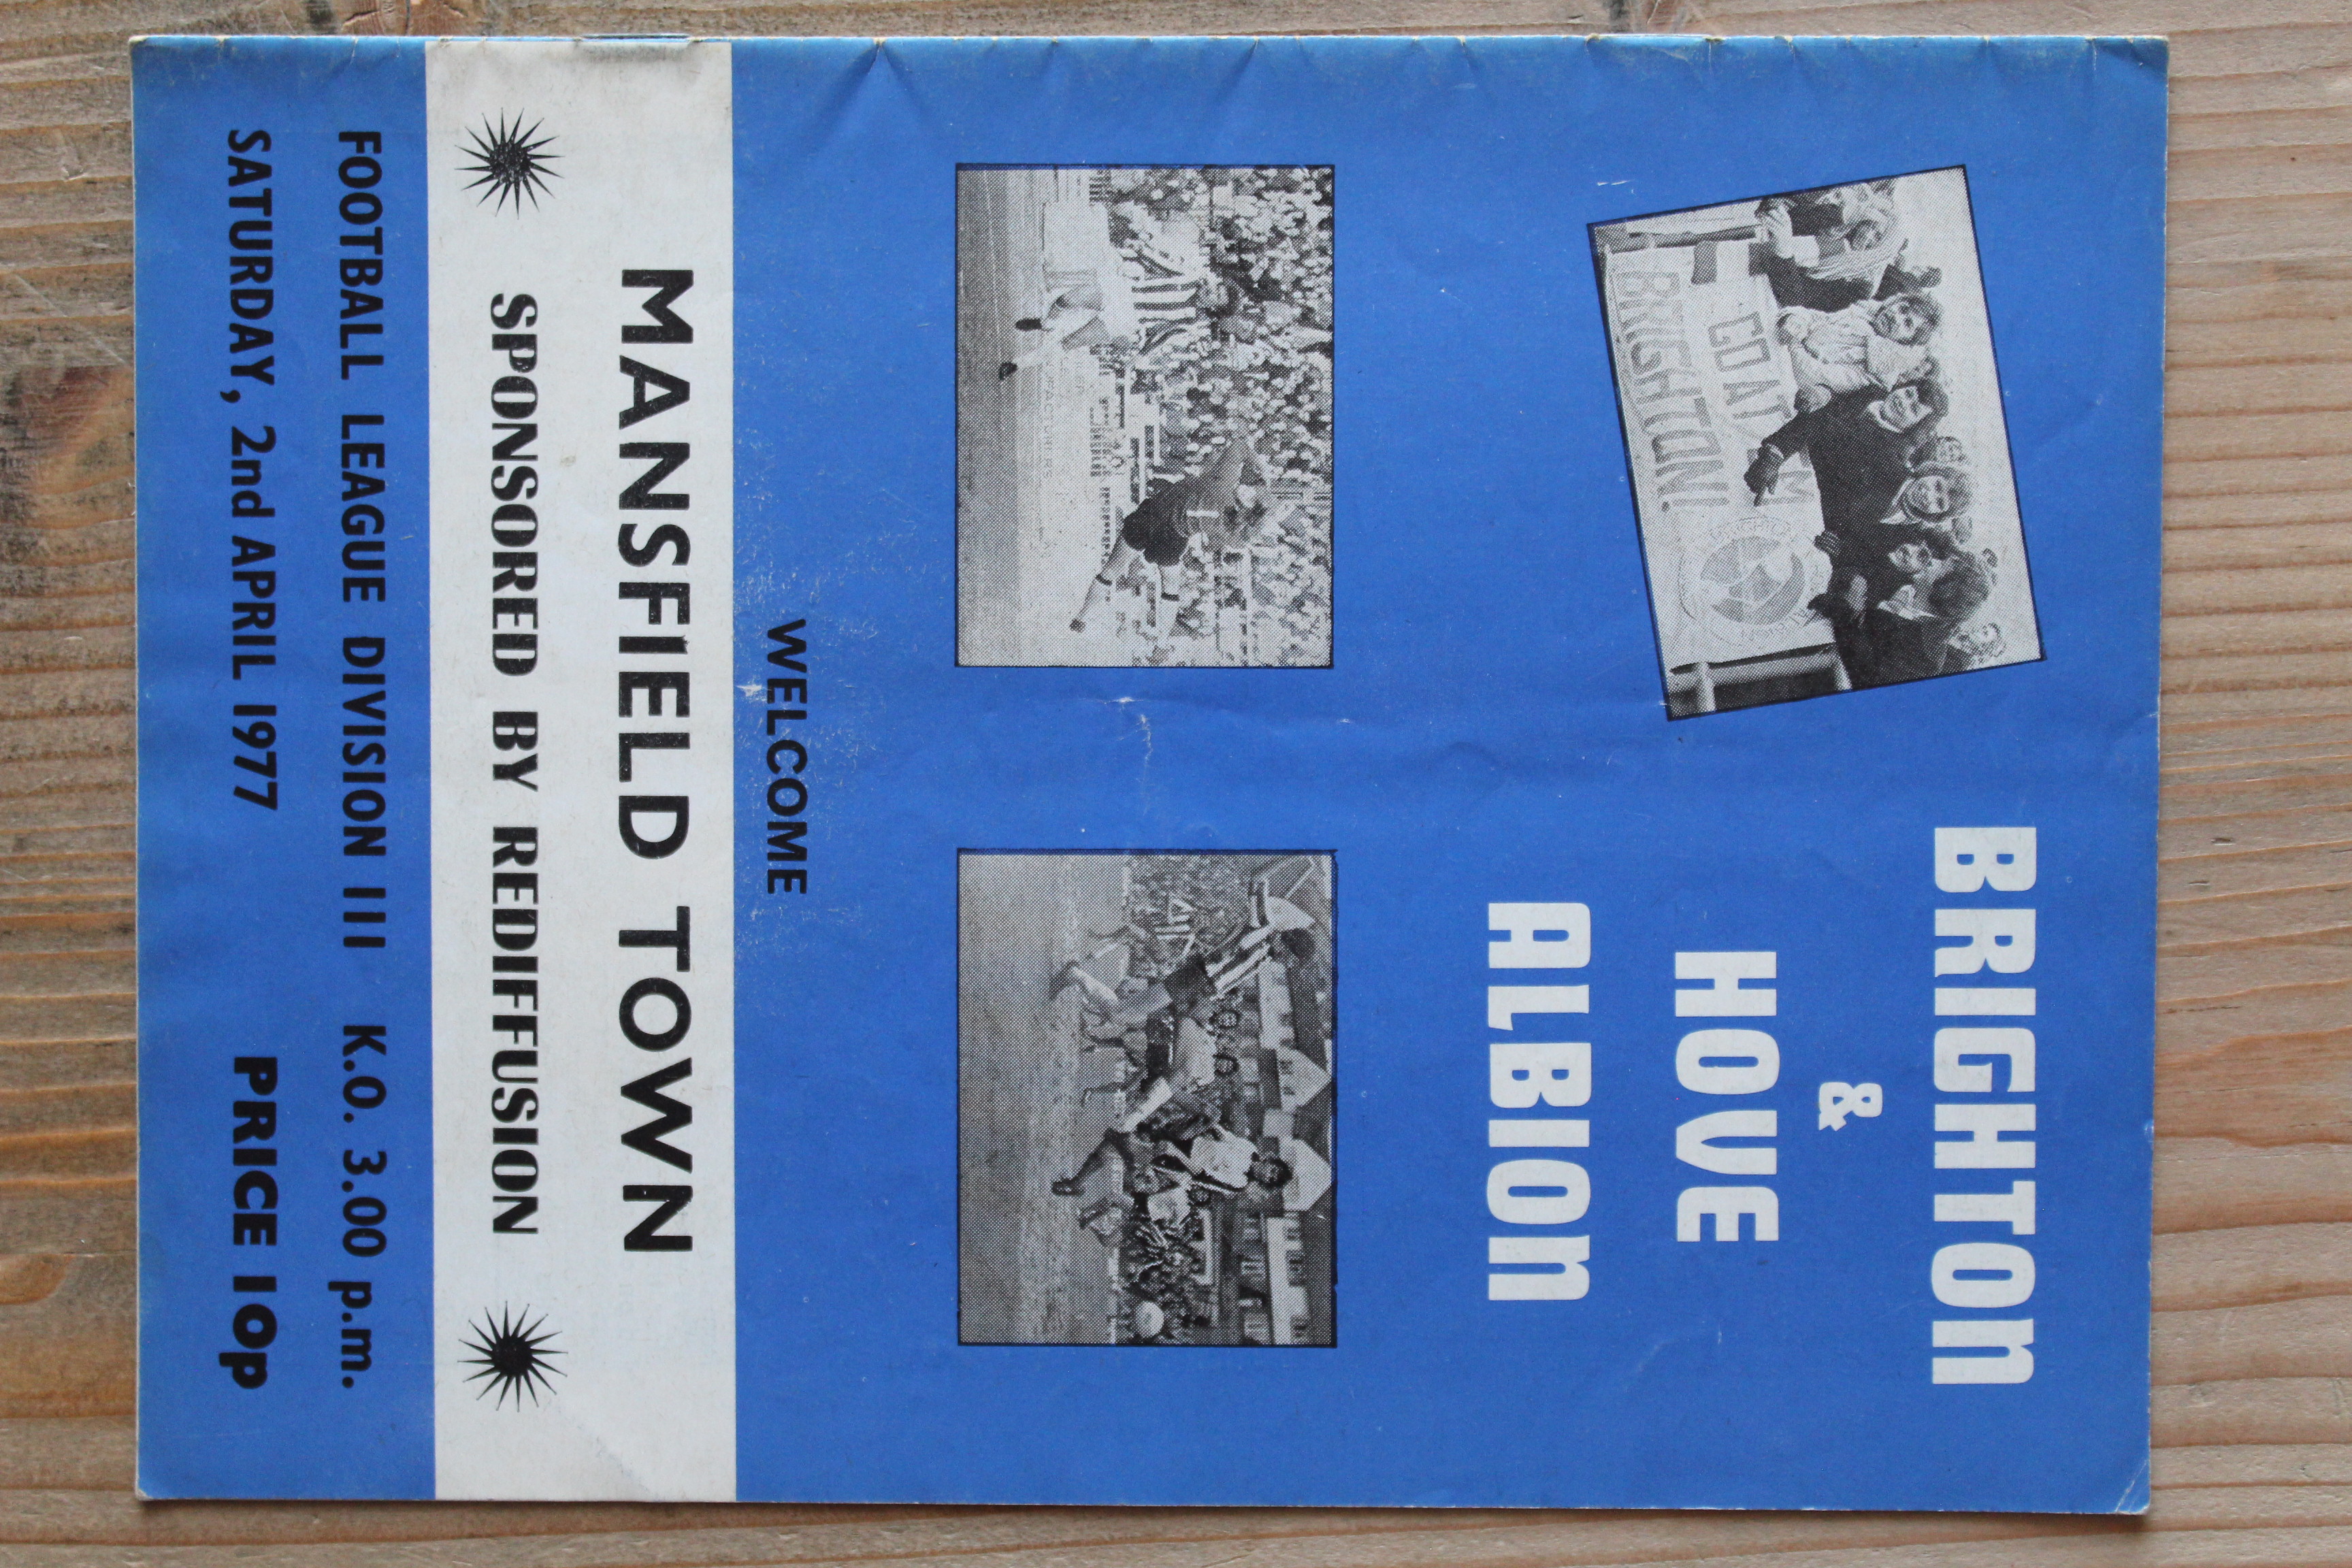 BRIGHTON
&
HOVE
ALBION
GOAL
BRIGHTON!
WELCOME
MANSFIELD TOWN
SPONSORED BY REDIFFUSION
FOOTBALL LEAGUE DIVISION III K.O. 3.00 p.m.
SATURDAY, 2nd APRIL 1977 PRICE 10p